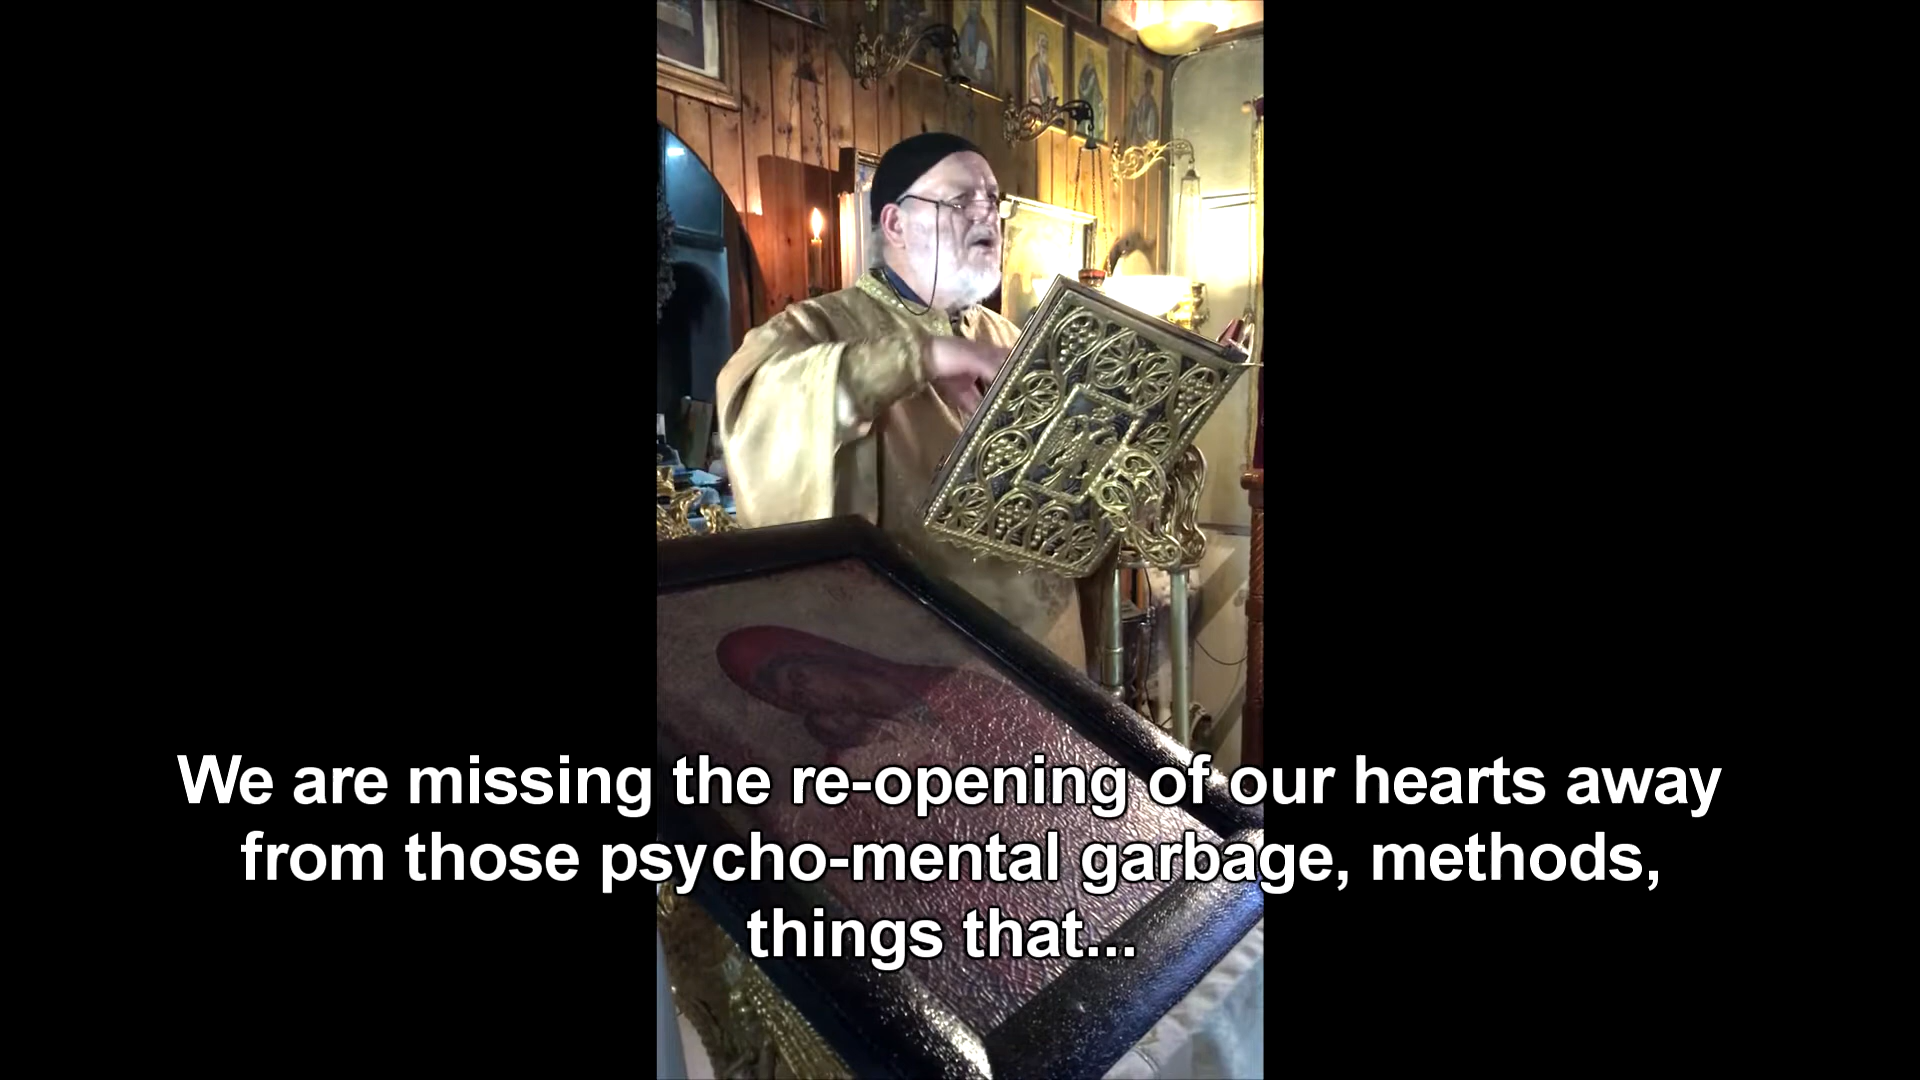 We are missing the re-opening of our hearts away
from those psycho-mental garbage, methods,
things that...